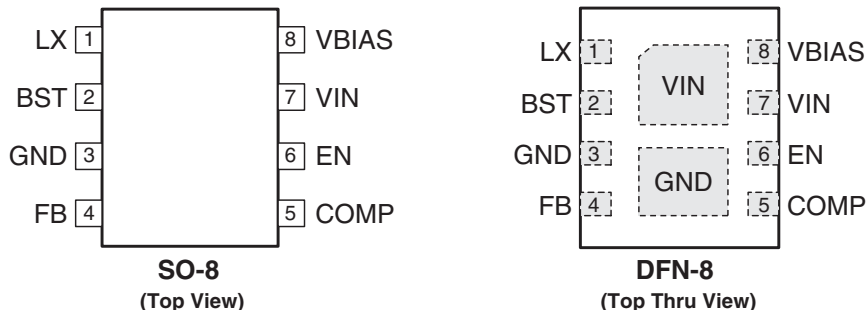 LX 1
8 VBIAS
BST 2
7 VIN
GND 3
6 EN
FB 4
5 COMP
SO-8
(Top View)
LX 1
8 VBIAS
VIN
BST 2
7 VIN
GND 3
6 EN
GND
FB 4
5 COMP
DFN-8
(Top Thru View)